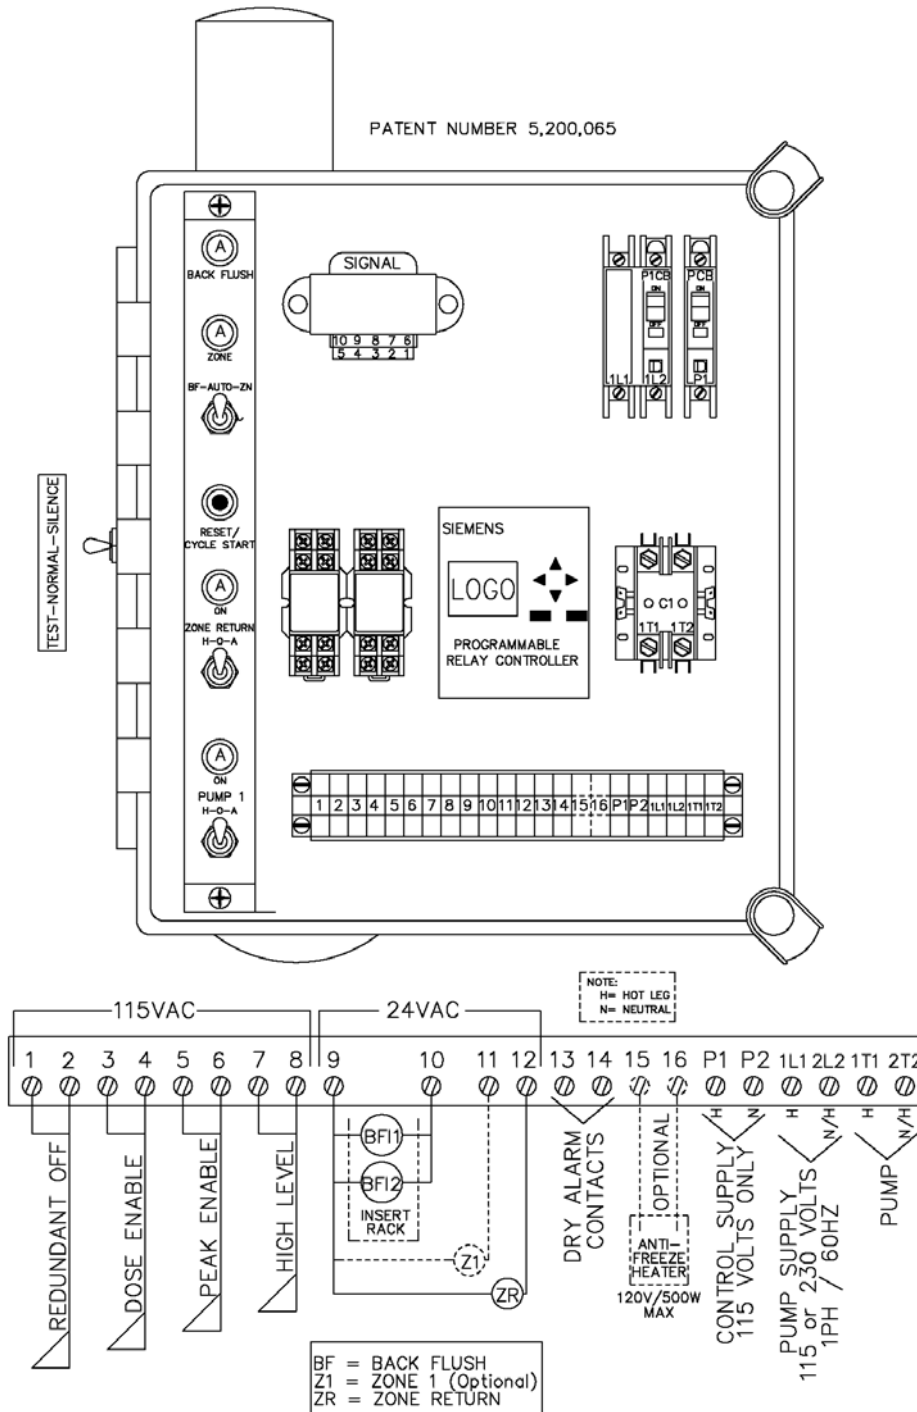 PATENT NUMBER 5,200,065
A
BACK FLUSH
SIGNAL
10 9 8 7 6
5 4 3 2 1
P1CB
ON
OFF
PCB
ON
OFF
1L1
1L2
P1
A
ZONE
BF-AUTO-ZN
TEST-NORMAL-SILENCE
RESET/
CYCLE START
SIEMENS
LOGO
PROGRAMMABLE
RELAY CONTROLLER
C1
1T1 1T2
A
ON
ZONE RETURN
H-O-A
A
ON
PUMP 1
H-O-A
1 2 3 4 5 6 7 8 9 10 11 12 13 14 15 16 P1 P2 1L1 1L2 1T1 1T2
NOTE:
H= HOT LEG
N= NEUTRAL
115VAC
24VAC
1 2 3 4 5 6 7 8 9 10 11 12 13 14 15 16 P1 P2 1L1 2L2 1T1 2T2
H N H N/H H N/H
REDUNDANT OFF
DOSE ENABLE
PEAK ENABLE
HIGH LEVEL
BFI1
BFI2
INSERT
RACK
Z1
ZR
DRY ALARM
CONTACTS
OPTIONAL
ANTI-
FREEZE
HEATER
120V/500W
MAX
CONTROL SUPPLY
115 VOLTS ONLY
PUMP SUPPLY
115 or 230 VOLTS
1PH / 60HZ
PUMP
BF = BACK FLUSH
Z1 = ZONE 1 (Optional)
ZR = ZONE RETURN